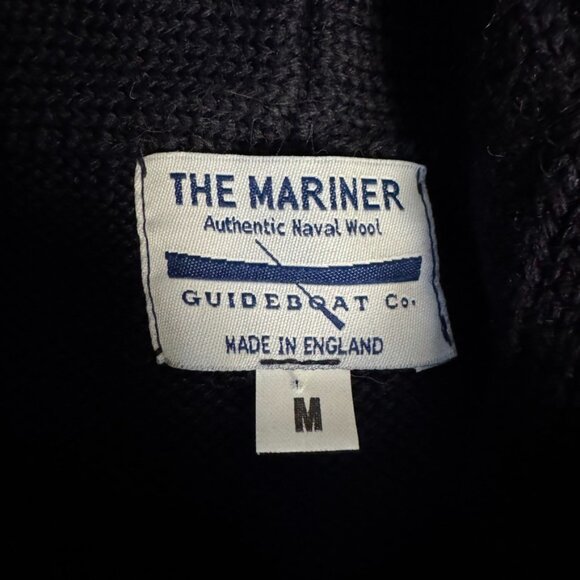 THE MARINER
Authentic Naval Wool
GUIDEBOAT Co.
MADE IN ENGLAND
M